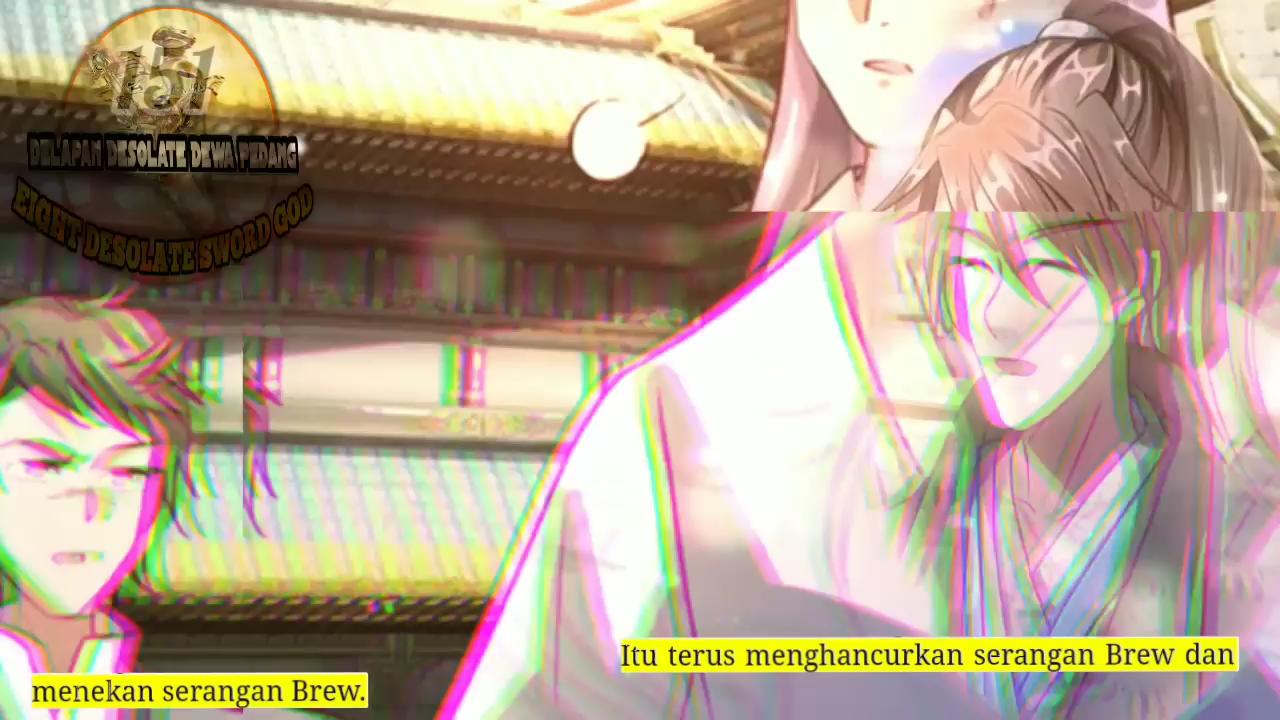 151
DELAPAN DESOLATE DEWA PEDANG
EIGHT DESOLATE SWORD GOD
Itu terus menghancurkan serangan Brew dan
menekan serangan Brew.